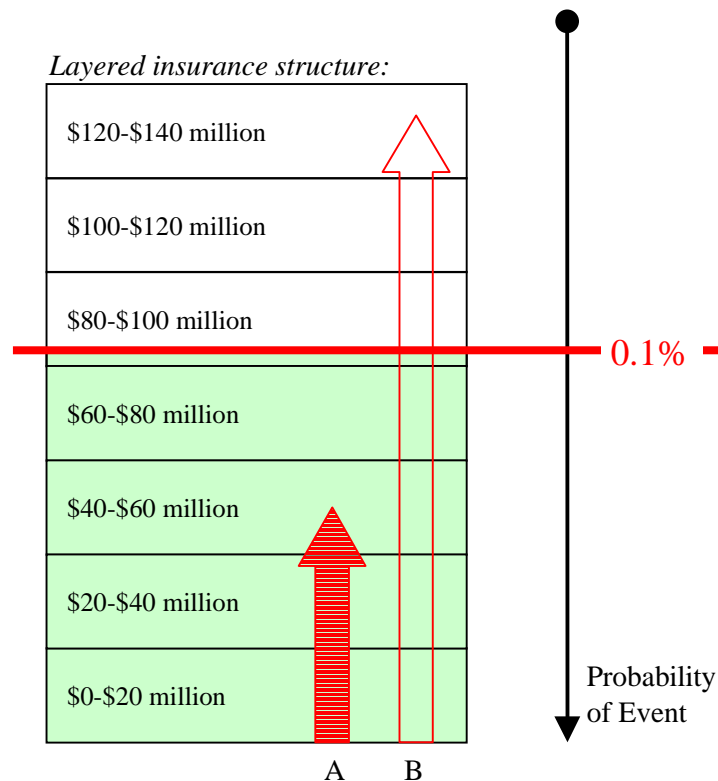 Layered insurance structure:
$120-$140 million
$100-$120 million
$80-$100 million
0.1%
$60-$80 million
$40-$60 million
$20-$40 million
$0-$20 million
Probability
of Event
A
B